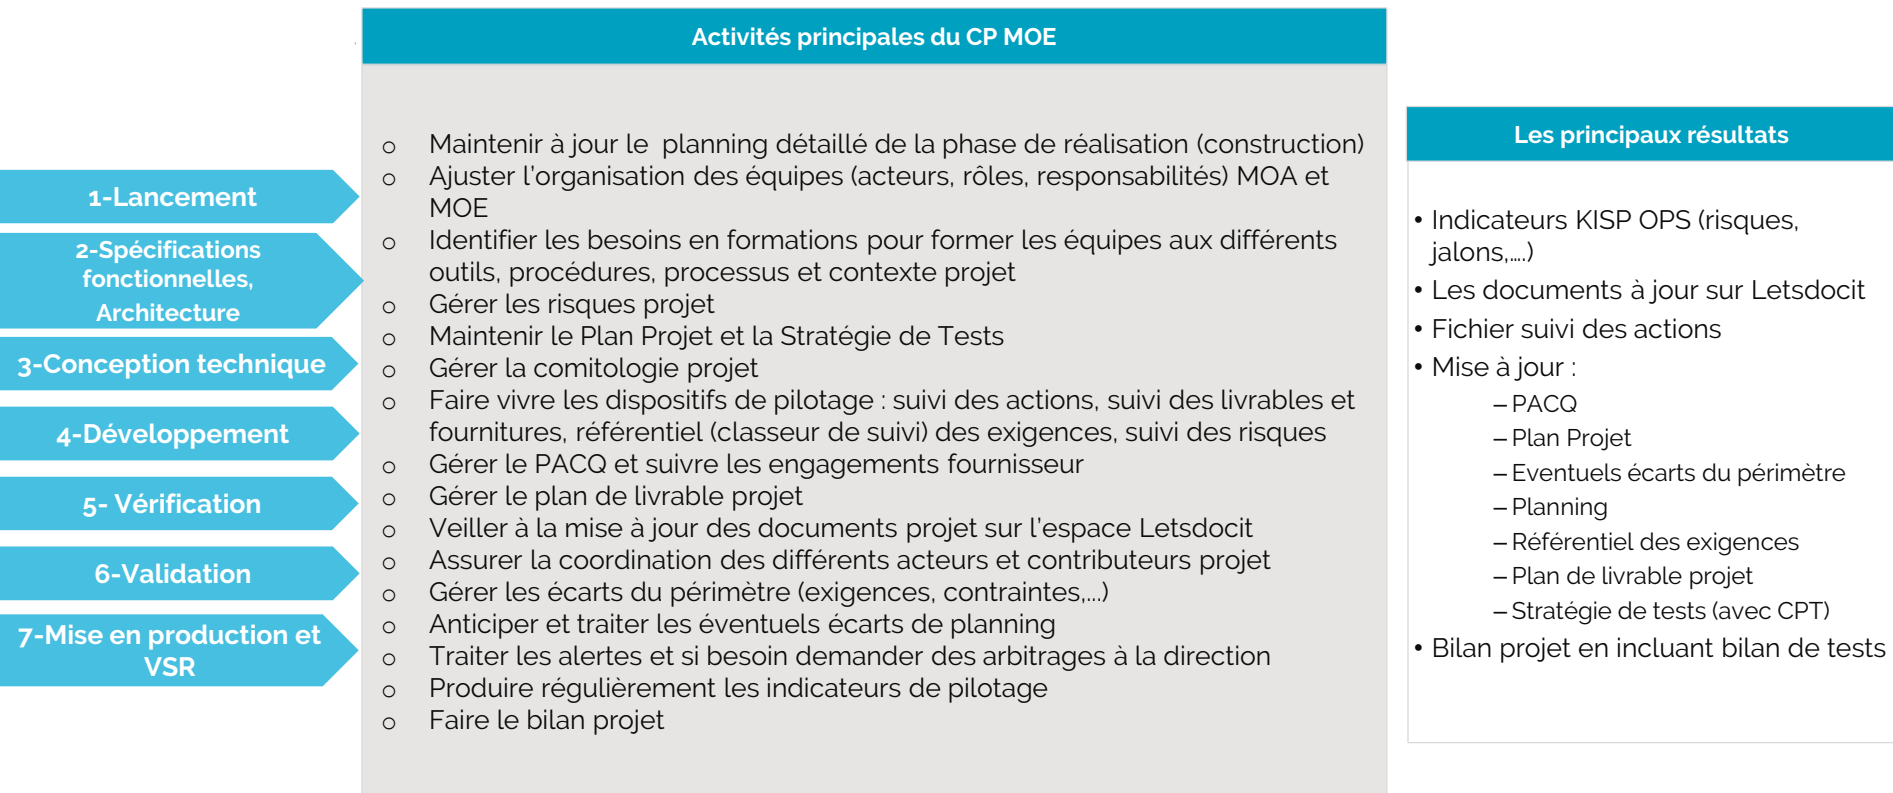 Activités principales du CP MOE
1-Lancement
2-Spécifications
fonctionnelles,
Architecture
3-Conception technique
4-Développement
5- Vérification
6-Validation
7-Mise en production et
VSR
o Maintenir à jour le planning détaillé de la phase de réalisation (construction)
o Ajuster l'organisation des équipes (acteurs, rôles, responsabilités) MOA et
MOE
o Identifier les besoins en formations pour former les équipes aux différents
outils, procédures, processus et contexte projet
o Gérer les risques projet
o Maintenir le Plan Projet et la Stratégie de Tests
o Gérer la comitologie projet
o Faire vivre les dispositifs de pilotage : suivi des actions, suivi des livrables et
fournitures, référentiel (classeur de suivi) des exigences, suivi des risques
o Gérer le PACQ et suivre les engagements fournisseur
o Gérer le plan de livrable projet
o Veiller à la mise à jour des documents projet sur l'espace Letsdocit
o Assurer la coordination des différents acteurs et contributeurs projet
o Gérer les écarts du périmètre (exigences, contraintes,...)
o Anticiper et traiter les éventuels écarts de planning
o Traiter les alertes et si besoin demander des arbitrages à la direction
o Produire régulièrement les indicateurs de pilotage
o Faire le bilan projet
Les principaux résultats
• Indicateurs KISP OPS (risques,
jalons,….)
• Les documents à jour sur Letsdocit
• Fichier suivi des actions
• Mise à jour :
– PACQ
– Plan Projet
– Eventuels écarts du périmètre
– Planning
– Référentiel des exigences
– Plan de livrable projet
– Stratégie de tests (avec CPT)
• Bilan projet en incluant bilan de tests